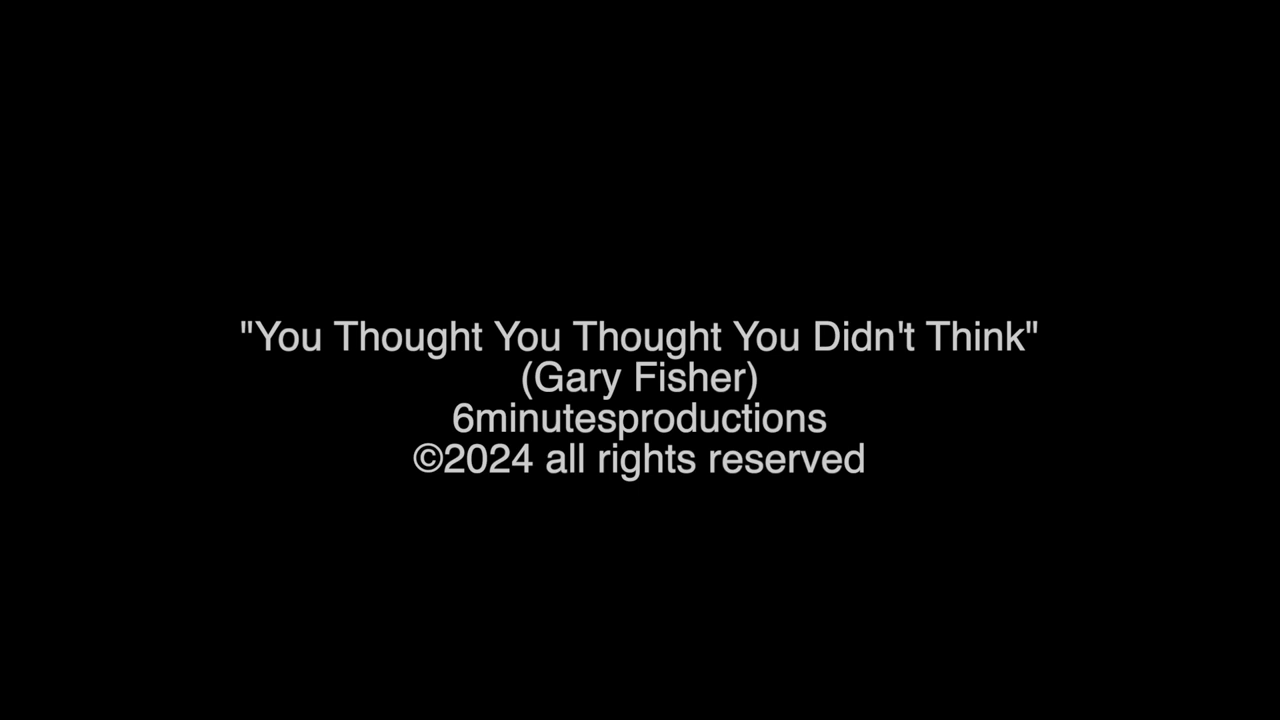 "You Thought You Thought You Didn't Think"
(Gary Fisher)
6minutesproductions
©2024 all rights reserved